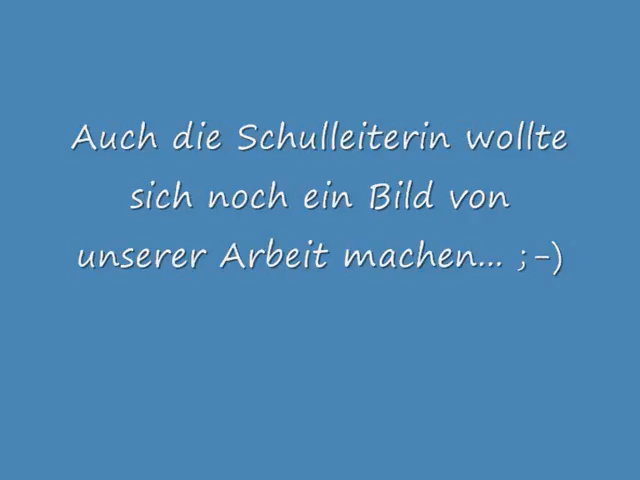 Auch die Schulleiterin wollte
sich noch ein Bild von
unserer Arbeit machen... ;-)